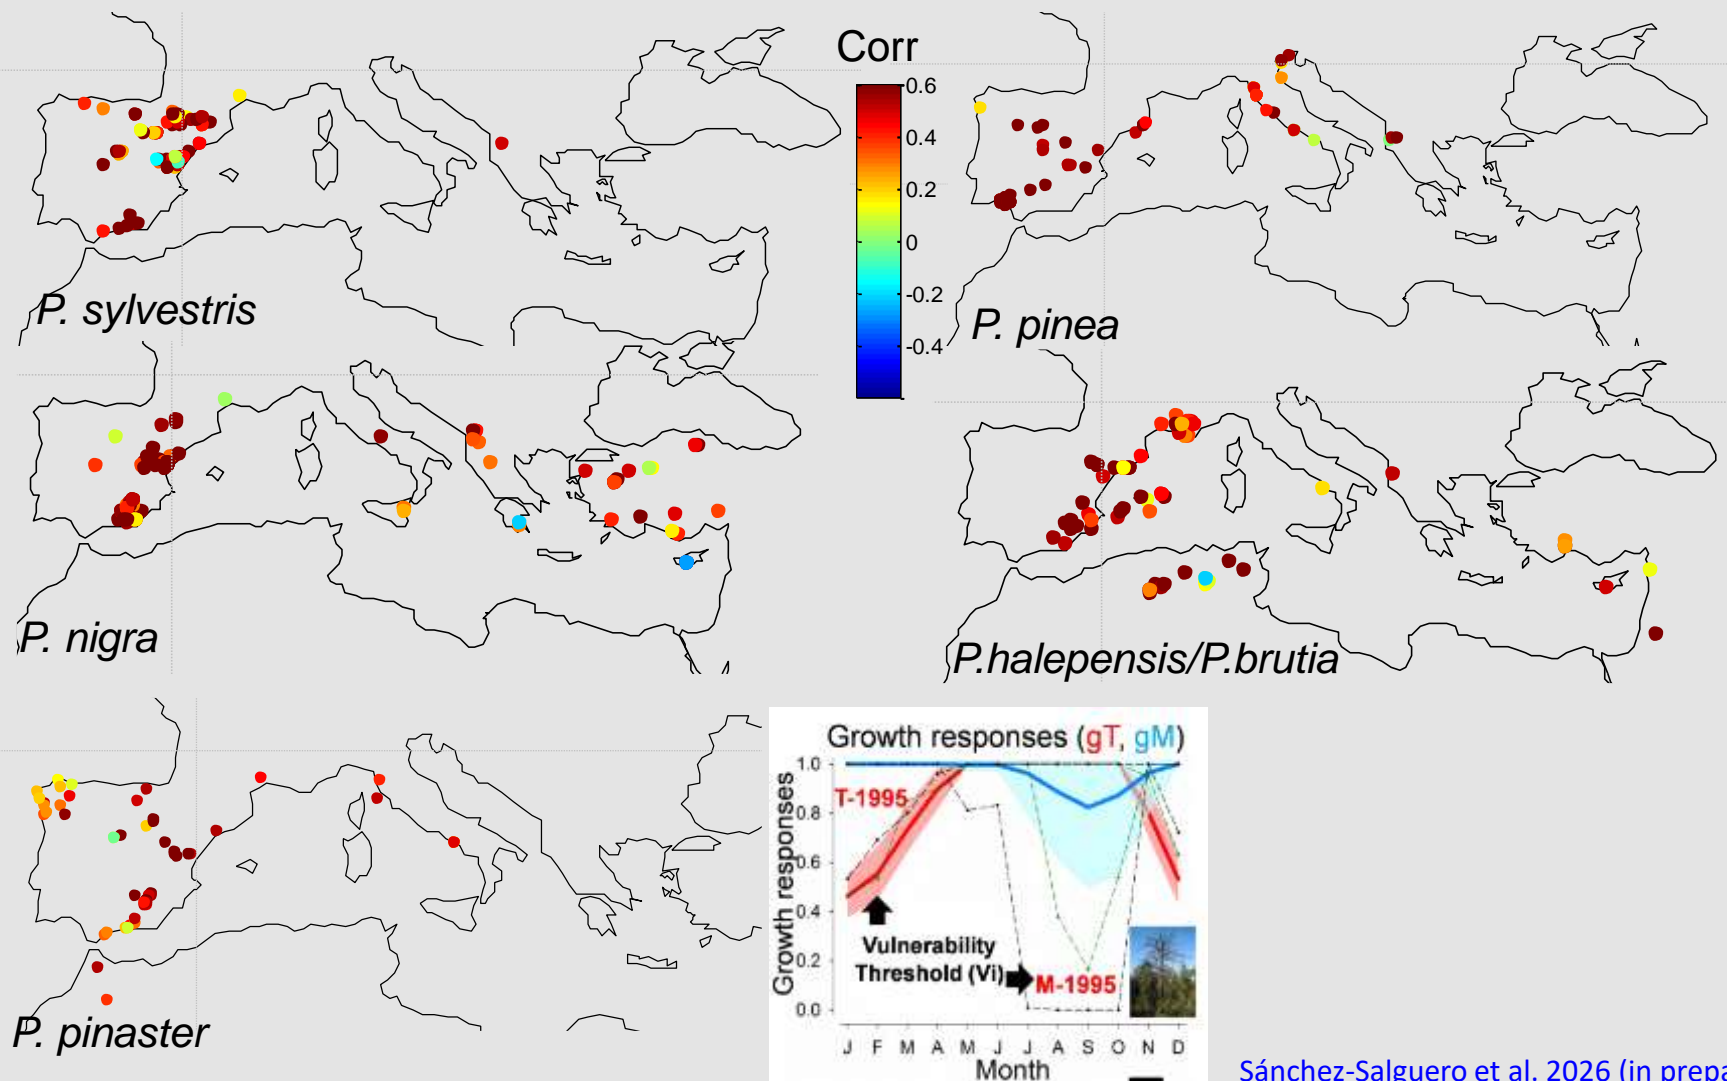 Corr
0.6
0.4
0.2
0
-0.2
-0.4
P. sylvestris
P. pinea
P. nigra
P.halepensis/P.brutia
P. pinaster
Growth responses (gT, gM)
Growth responses
1.0
0.8
0.6
0.4
0.2
0.0
T-1995
Vulnerability
Threshold (Vi)
M-1995
J F M A M J J A S O N D
Month
Sánchez-Salguero et al. 2026 (in prepa